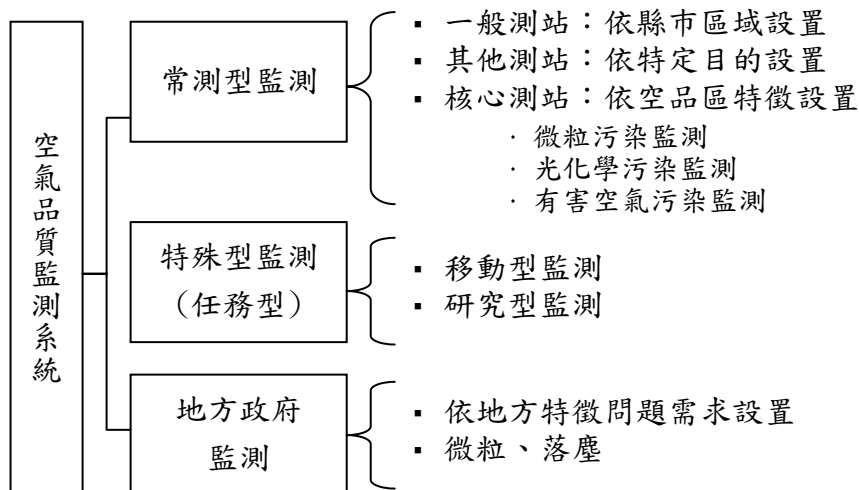 空氣品質監測系統
常測型監測
▪ 一般測站：依縣市區域設置
▪ 其他測站：依特定目的設置
▪ 核心測站：依空品區特徵設置
· 微粒污染監測
· 光化學污染監測
· 有害空氣污染監測
特殊型監測
（任務型）
▪ 移動型監測
▪ 研究型監測
地方政府
監測
▪ 依地方特徵問題需求設置
▪ 微粒、落塵